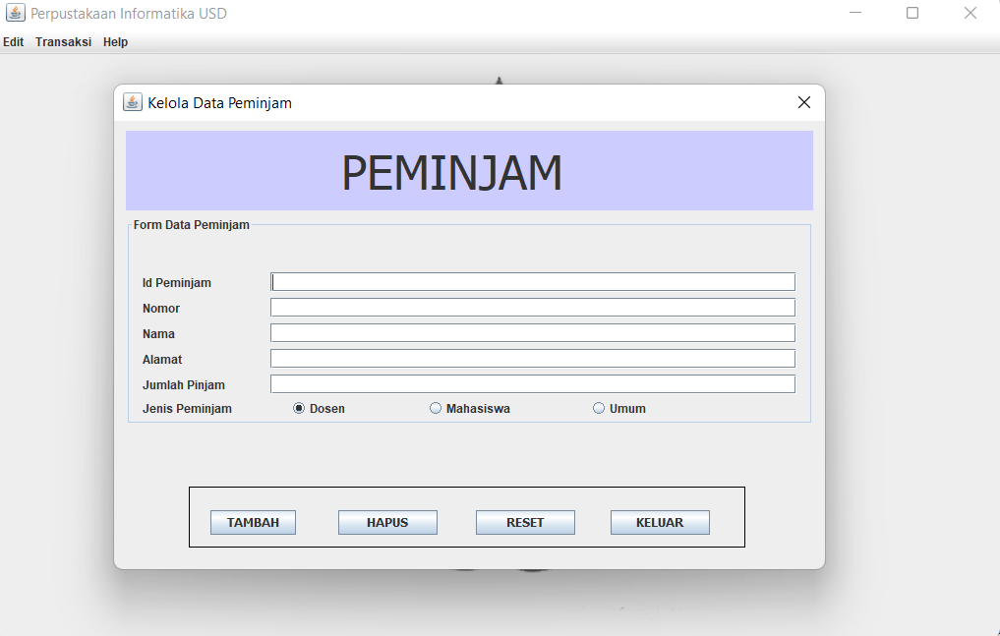 Perpustakaan Informatika USD
Edit Transaksi Help
Kelola Data Peminjam
PEMINJAM
Form Data Peminjam
Id Peminjam
Nomor
Nama
Alamat
Jumlah Pinjam
Jenis Peminjam Dosen Mahasiswa Umum
TAMBAH HAPUS RESET KELUAR